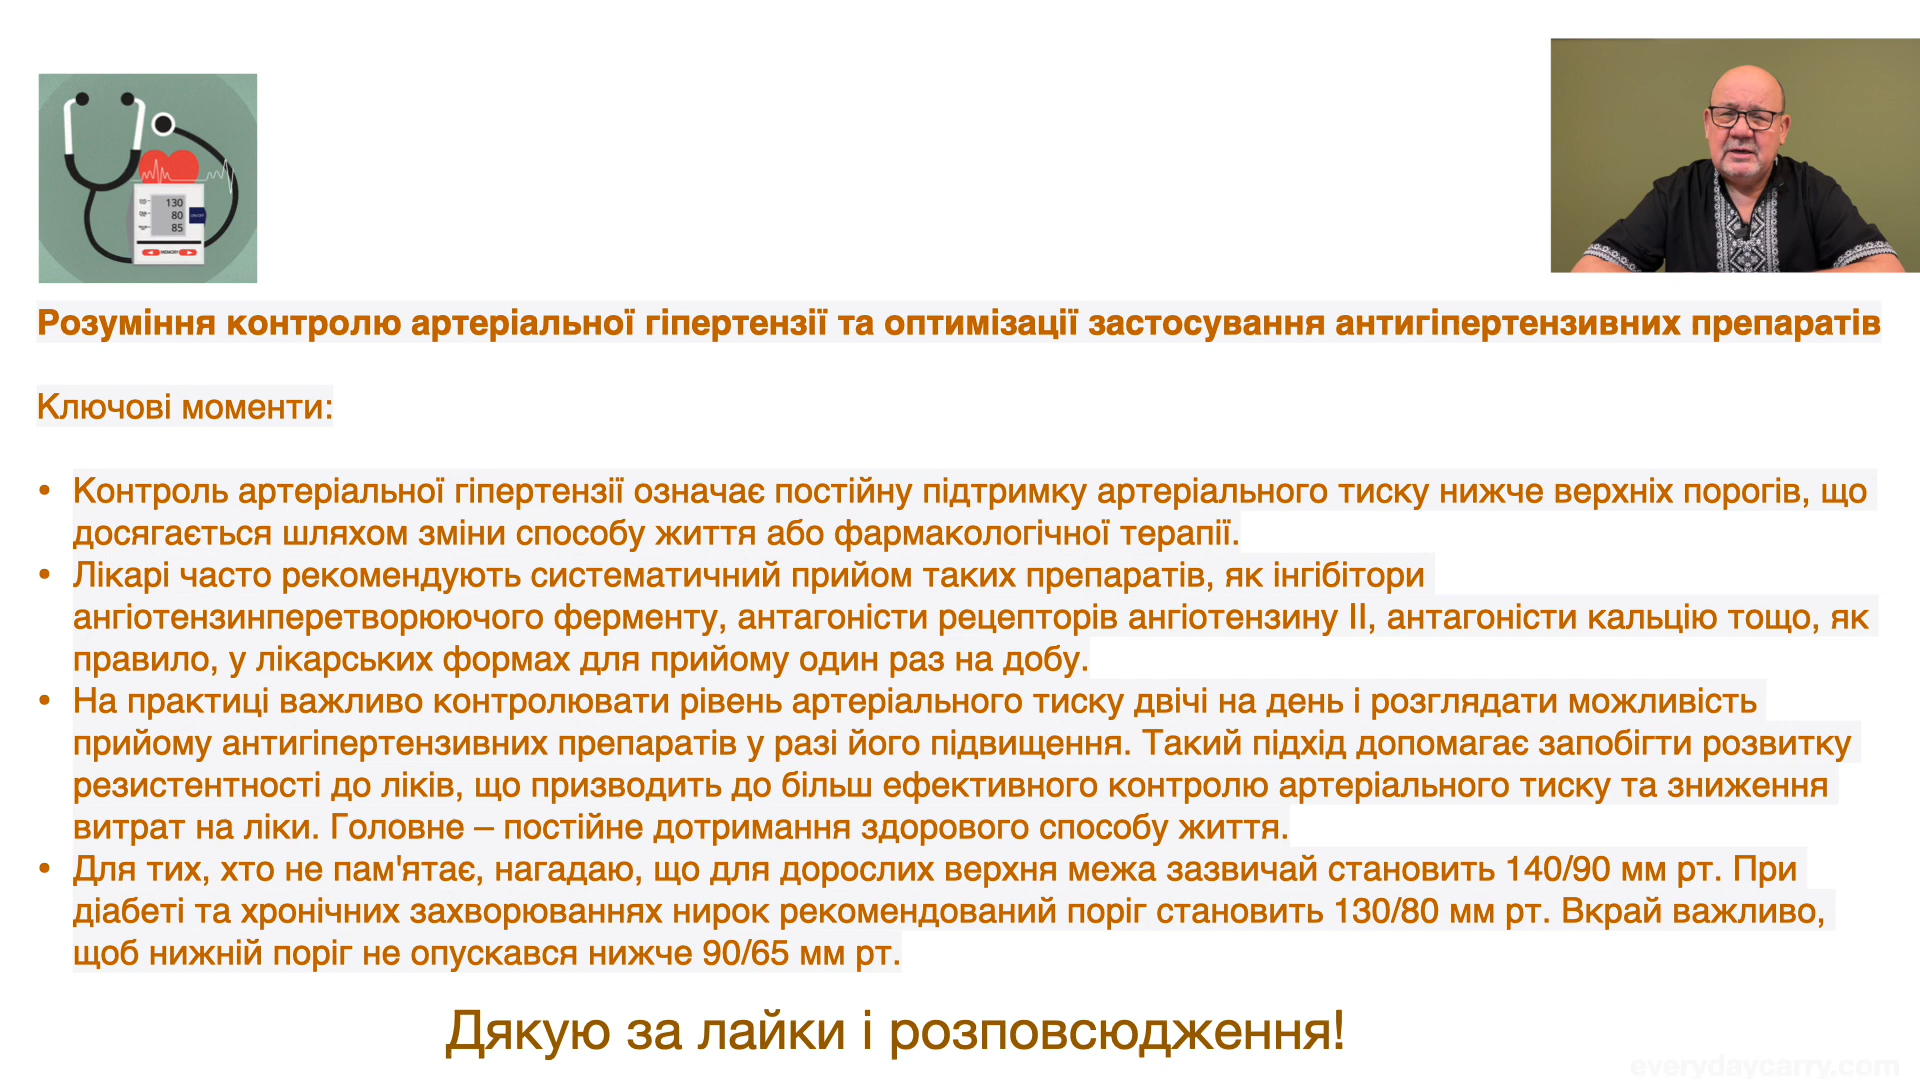 130
80
85
MEMORY
Розуміння контролю артеріальної гіпертензії та оптимізації застосування антигіпертензивних препаратів
Ключові моменти:
• Контроль артеріальної гіпертензії означає постійну підтримку артеріального тиску нижче верхніх порогів, що
досягається шляхом зміни способу життя або фармакологічної терапії.
• Лікарі часто рекомендують систематичний прийом таких препаратів, як інгібітори
ангіотензинперетворюючого ферменту, антагоністи рецепторів ангіотензину II, антагоністи кальцію тощо, як
правило, у лікарських формах для прийому один раз на добу.
• На практиці важливо контролювати рівень артеріального тиску двічі на день і розглядати можливість
прийому антигіпертензивних препаратів у разі його підвищення. Такий підхід допомагає запобігти розвитку
резистентності до ліків, що призводить до більш ефективного контролю артеріального тиску та зниження
витрат на ліки. Головне – постійне дотримання здорового способу життя.
• Для тих, хто не пам'ятає, нагадаю, що для дорослих верхня межа зазвичай становить 140/90 мм рт. При
діабеті та хронічних захворюваннях нирок рекомендований поріг становить 130/80 мм рт. Вкрай важливо,
щоб нижній поріг не опускався нижче 90/65 мм рт.
Дякую за лайки і розповсюдження!
everydaycarry.com